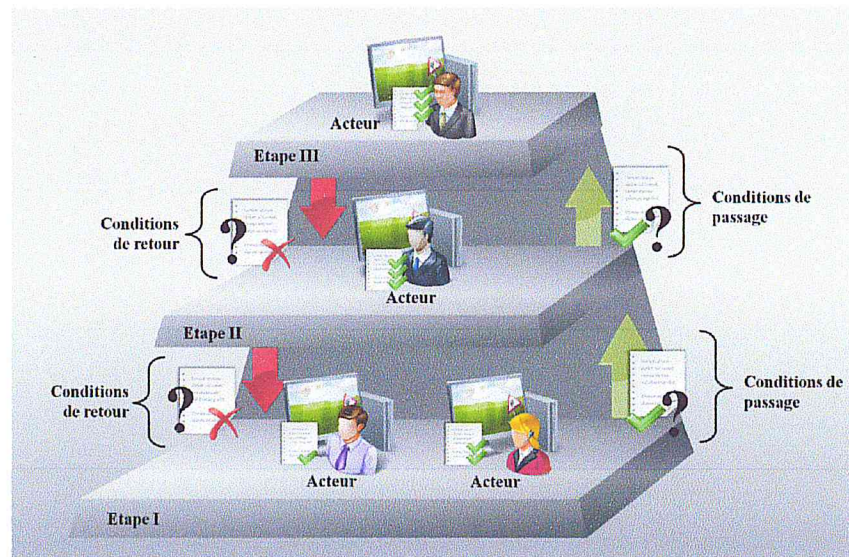 Acteur
Etape III
Conditions
de retour
Conditions de
passage
Acteur
Etape II
Conditions
de retour
Conditions de
passage
Acteur
Acteur
Etape I